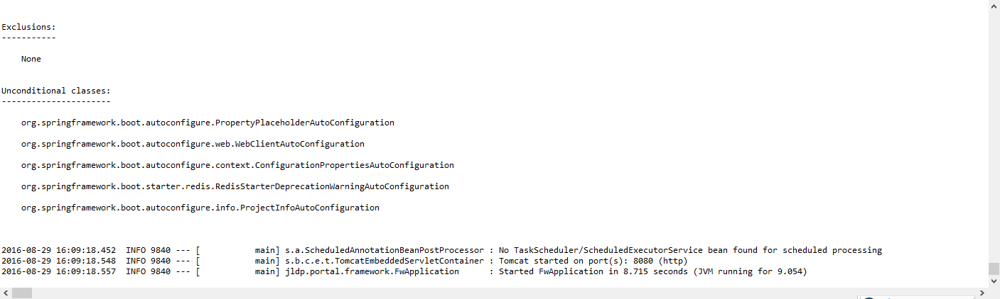 Exclusions:
-----------
None
Unconditional classes:
----------------------
org.springframework.boot.autoconfigure.PropertyPlaceholderAutoConfiguration
org.springframework.boot.autoconfigure.web.WebClientAutoConfiguration
org.springframework.boot.autoconfigure.context.ConfigurationPropertiesAutoConfiguration
org.springframework.boot.starter.redis.RedisStarterDeprecationWarningAutoConfiguration
org.springframework.boot.autoconfigure.info.ProjectInfoAutoConfiguration
2016-08-29 16:09:18.452  INFO 9840 --- [           main] s.a.ScheduledAnnotationBeanPostProcessor : No TaskScheduler/ScheduledExecutorService bean found for scheduled processing
2016-08-29 16:09:18.548  INFO 9840 --- [           main] s.b.c.e.t.TomcatEmbeddedServletContainer : Tomcat started on port(s): 8080 (http)
2016-08-29 16:09:18.557  INFO 9840 --- [           main] jldp.portal.framework.FwApplication      : Started FwApplication in 8.715 seconds (JVM running for 9.054)